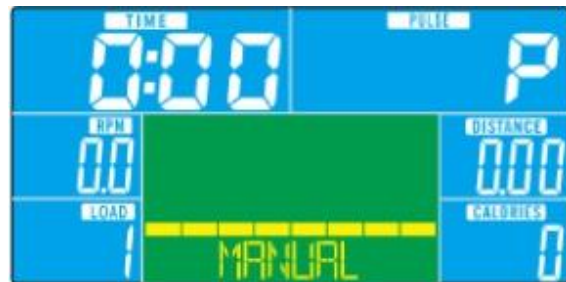 TIME PULSE
0:00 P
RPM DISTANCE
0.0 0.00
LOAD CALORIES
1 MANUAL 0